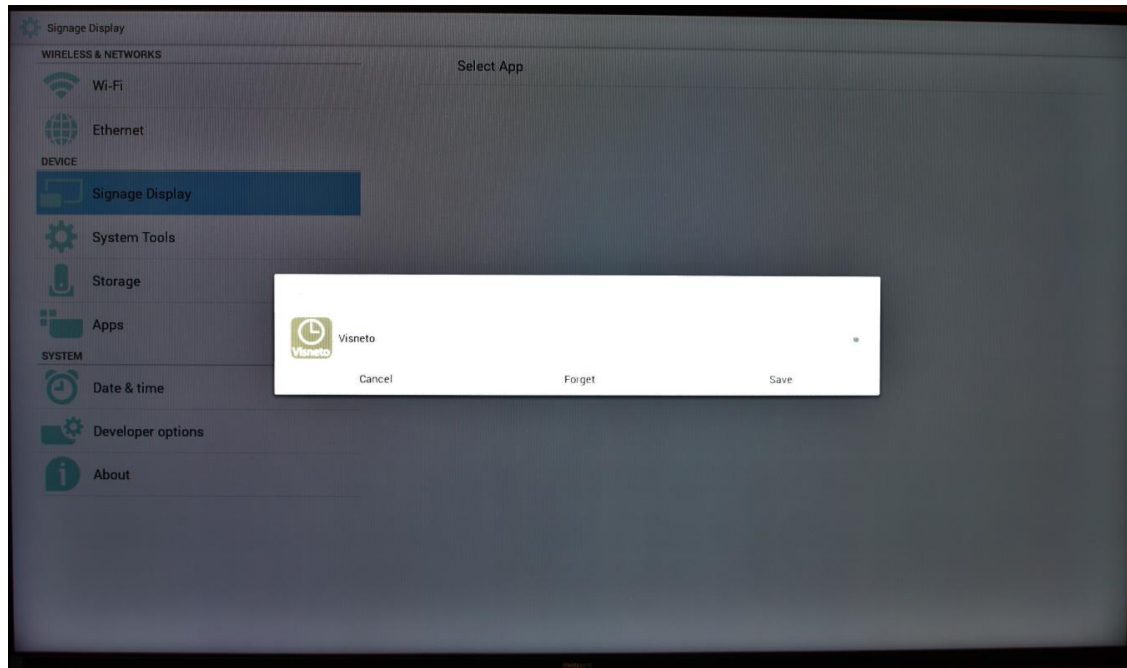 Signage Display
WIRELESS & NETWORKS
Wi-Fi
Ethernet
DEVICE
Signage Display
System Tools
Storage
Apps
SYSTEM
Date & time
Developer options
About
Select App
Visneto
Visneto
Cancel Forget Save